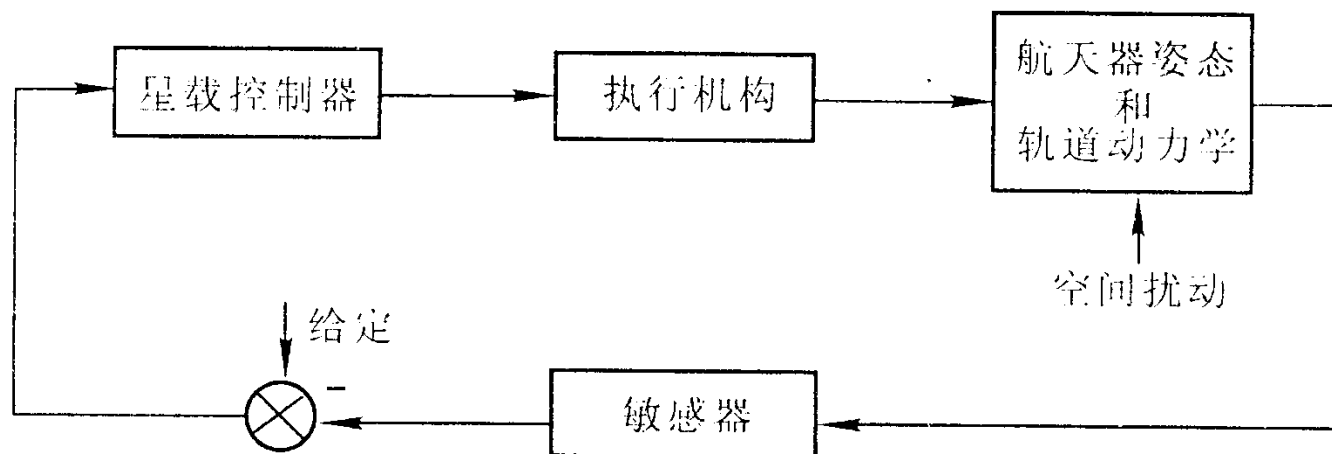 星载控制器
执行机构
航天器姿态
和
轨道动力学
空间扰动
给定
-
敏感器